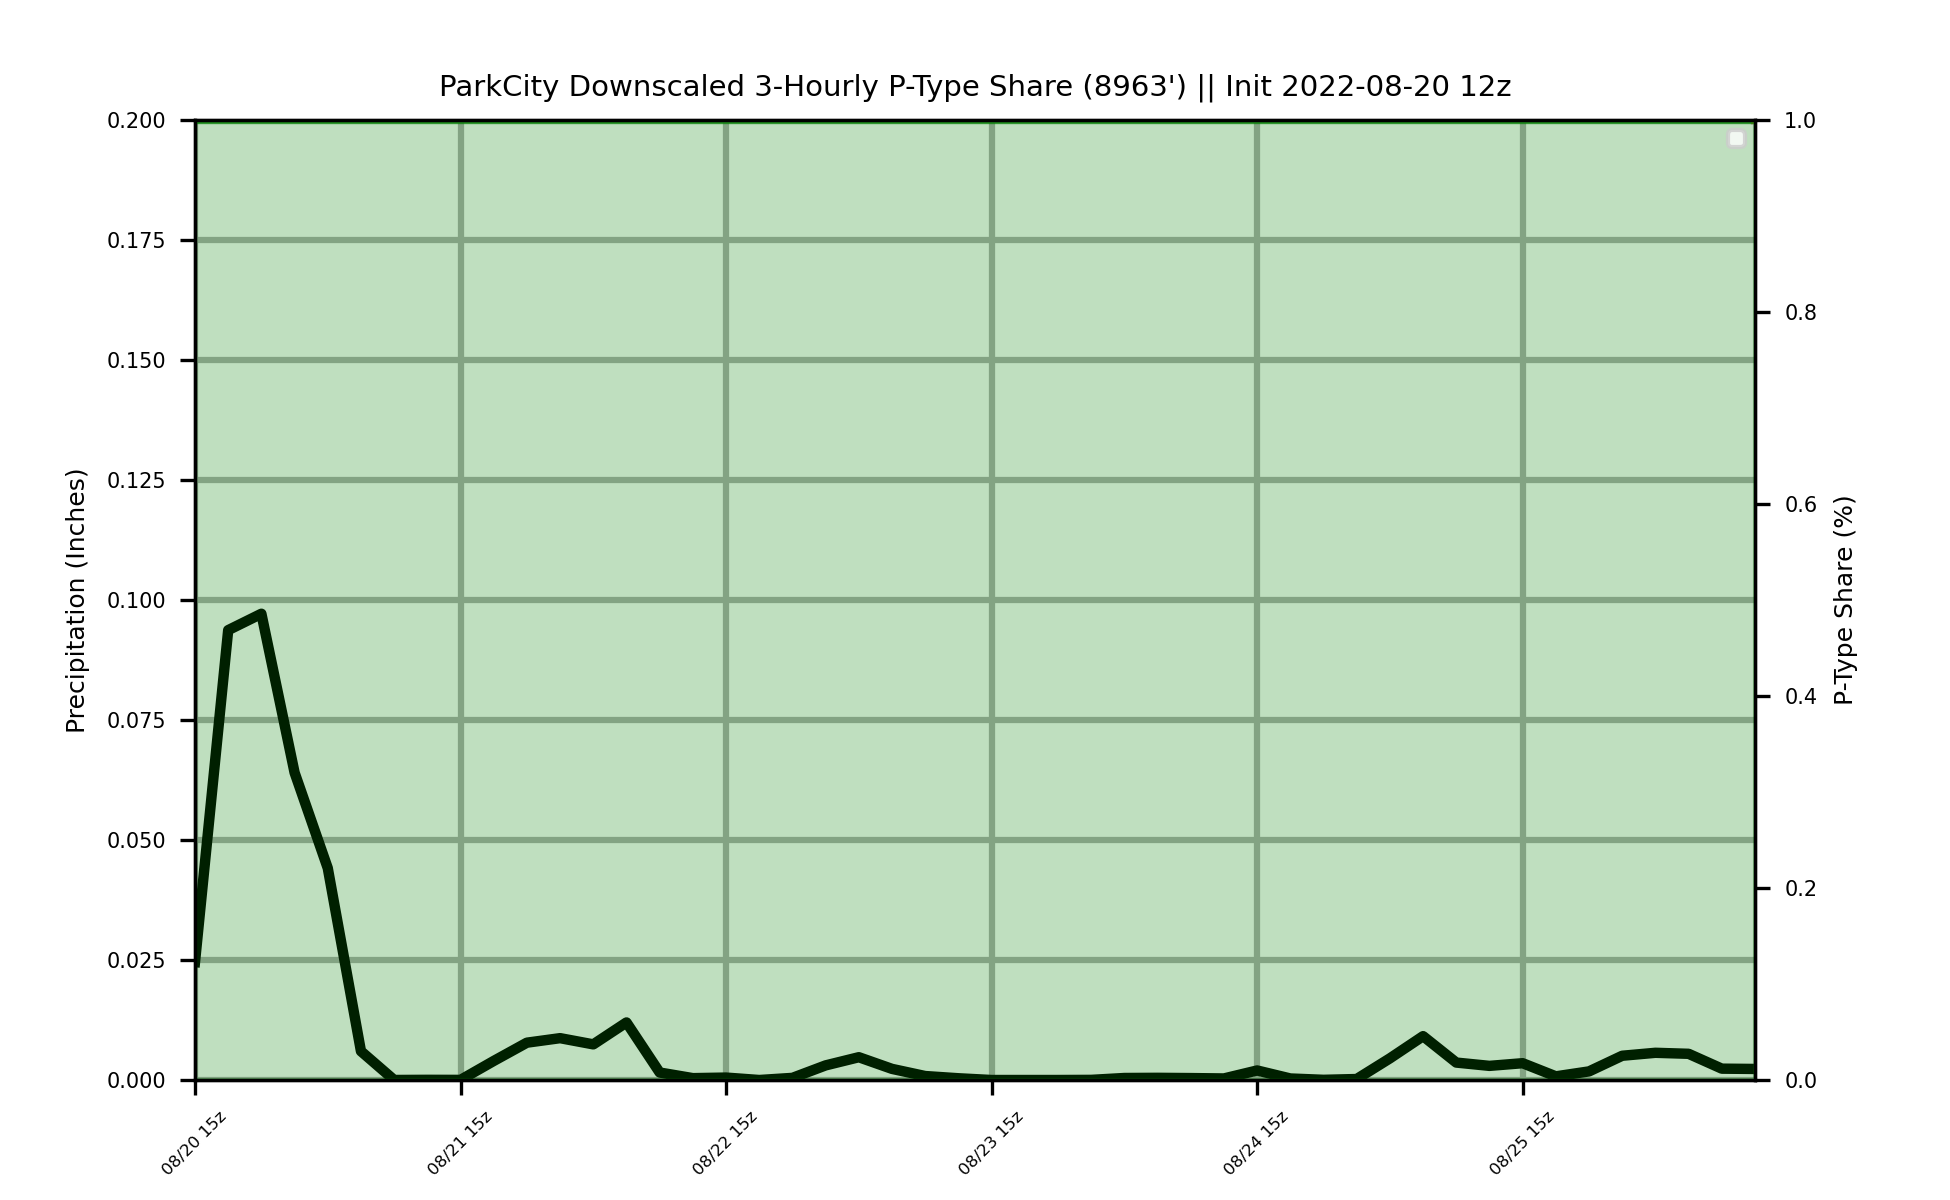 ParkCity Downscaled 3-Hourly P-Type Share (8963') || Init 2022-08-20 12z
0.200
0.175
0.150
0.125
0.100
0.075
0.050
0.025
0.000
Precipitation (Inches)
1.0
0.8
0.6
0.4
0.2
0.0
P-Type Share (%)
08/20 15z
08/21 15z
08/22 15z
08/23 15z
08/24 15z
08/25 15z